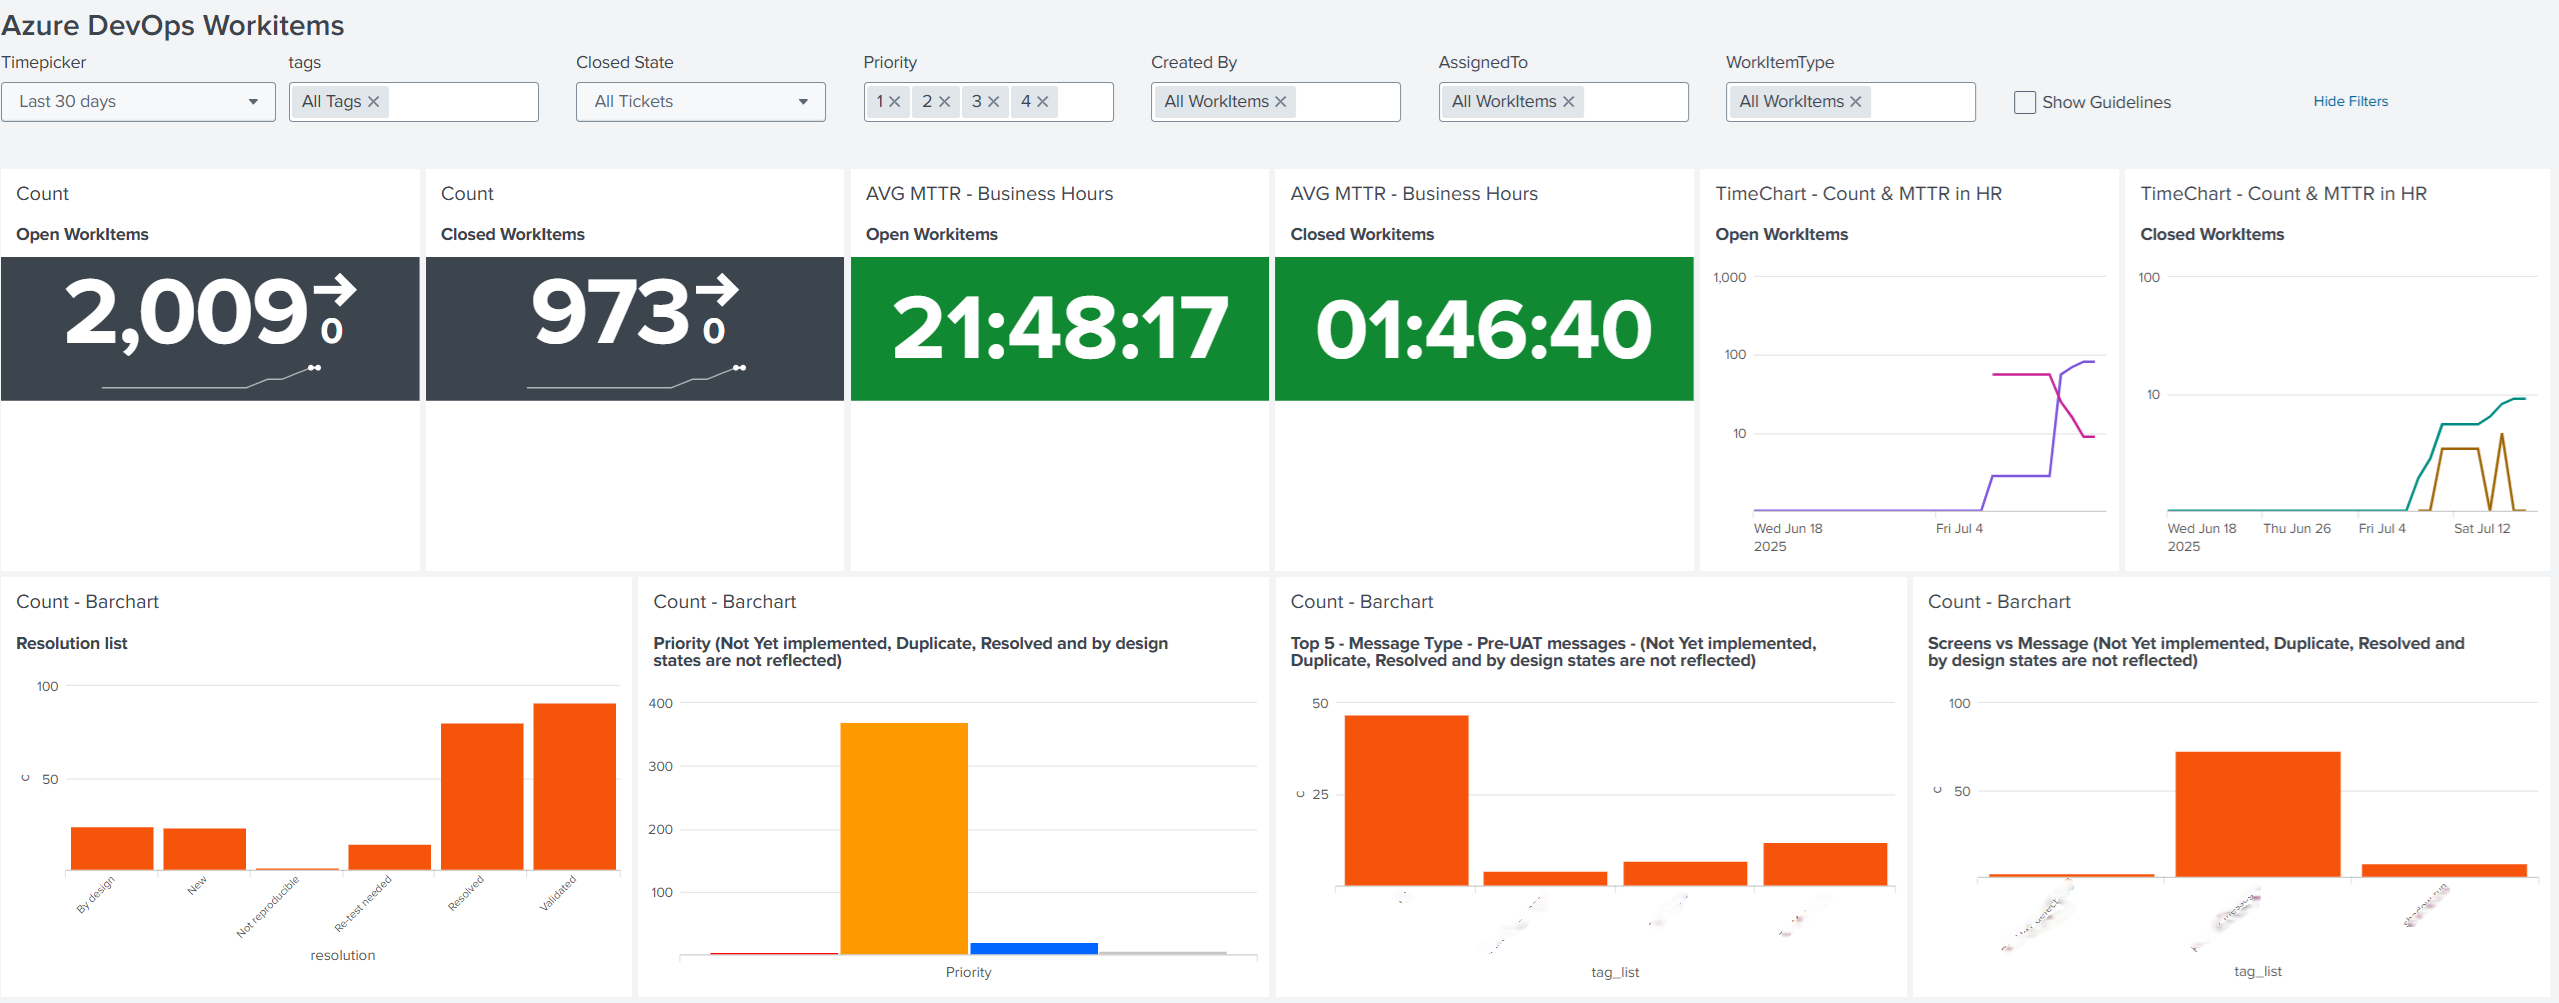 Azure DevOps Workitems
Timepicker
tags
Closed State
Priority
Created By
AssignedTo
WorkItemType
Last 30 days
All Tags
All Tickets
1 2 3 4
All WorkItems
All WorkItems
All WorkItems
Show Guidelines
Hide Filters
Count
Open WorkItems
2,009
0
Count
Closed WorkItems
973
0
AVG MTTR - Business Hours
Open Workitems
21:48:17
AVG MTTR - Business Hours
Closed Workitems
01:46:40
TimeChart - Count & MTTR in HR
Open WorkItems
1,000
100
10
Wed Jun 18
2025
Fri Jul 4
TimeChart - Count & MTTR in HR
Closed WorkItems
100
10
Wed Jun 18
2025
Thu Jun 26
Fri Jul 4
Sat Jul 12
Count - Barchart
Resolution list
100
c
50
By design
New
Not reproducible
Re-test needed
Resolved
Validated
resolution
Count - Barchart
Priority (Not Yet implemented, Duplicate, Resolved and by design
states are not reflected)
400
300
200
100
Priority
Count - Barchart
Top 5 - Message Type - Pre-UAT messages - (Not Yet implemented,
Duplicate, Resolved and by design states are not reflected)
50
c
25
tag_list
Count - Barchart
Screens vs Message (Not Yet implemented, Duplicate, Resolved and
by design states are not reflected)
100
c
50
tag_list